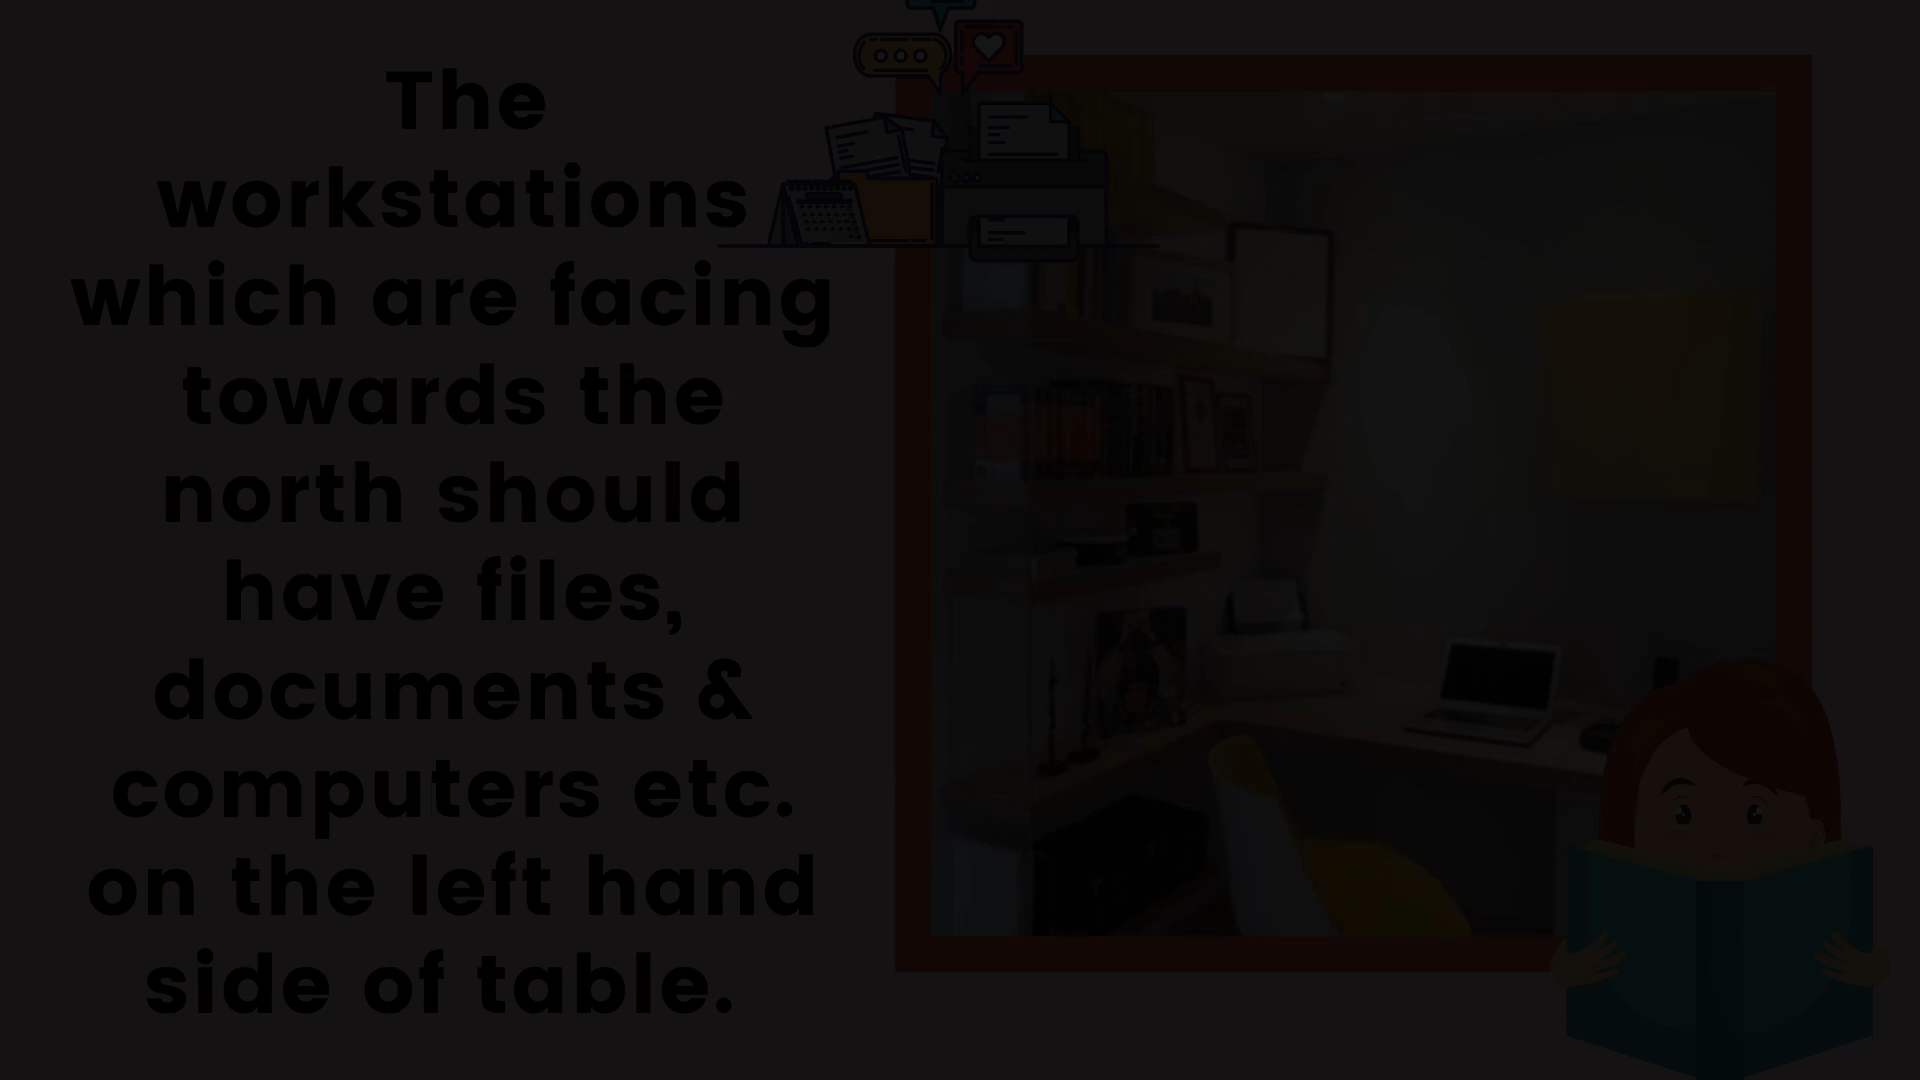 The
workstations
which are facing
towards the
north should
have files,
documents &
computers etc.
on the left hand
side of table.